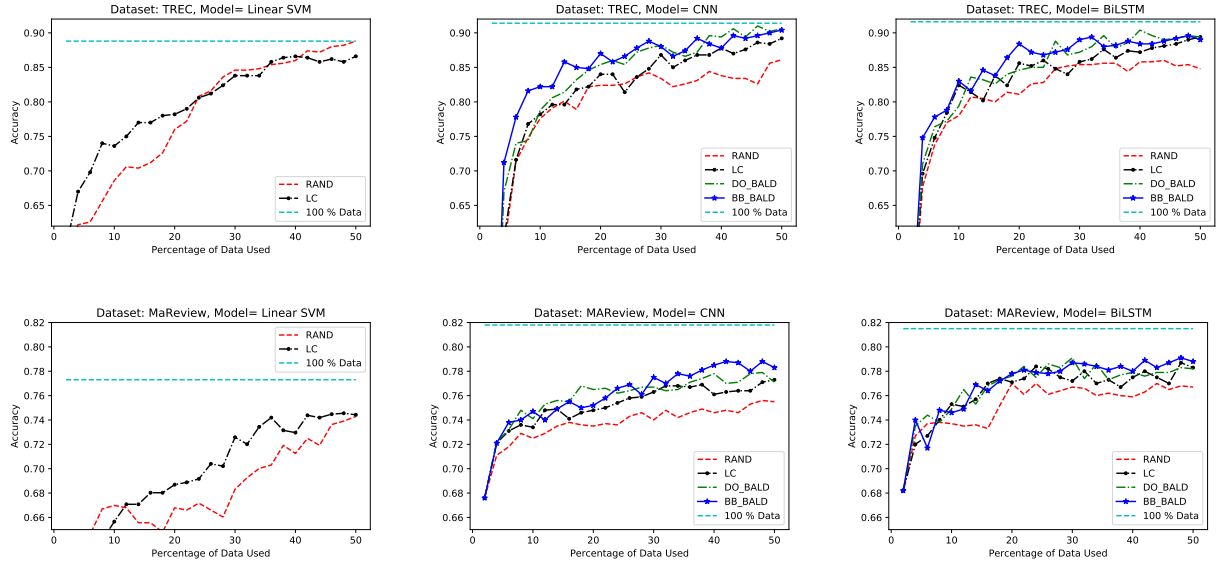 Dataset: TREC, Model= Linear SVM
Accuracy
0.90
0.85
0.80
0.75
0.70
0.65
RAND
LC
100 % Data
0 10 20 30 40 50
Percentage of Data Used
Dataset: TREC, Model= CNN
Accuracy
0.90
0.85
0.80
0.75
0.70
0.65
RAND
LC
DO_BALD
BB_BALD
100 % Data
0 10 20 30 40 50
Percentage of Data Used
Dataset: TREC, Model= BiLSTM
Accuracy
0.90
0.85
0.80
0.75
0.70
0.65
RAND
LC
DO_BALD
BB_BALD
100 % Data
0 10 20 30 40 50
Percentage of Data Used
Dataset: MaReview, Model= Linear SVM
Accuracy
0.82
0.80
0.78
0.76
0.74
0.72
0.70
0.68
0.66
RAND
LC
100 % Data
0 10 20 30 40 50
Percentage of Data Used
Dataset: MAReview, Model= CNN
Accuracy
0.82
0.80
0.78
0.76
0.74
0.72
0.70
0.68
0.66
RAND
LC
DO_BALD
BB_BALD
100 % Data
0 10 20 30 40 50
Percentage of Data Used
Dataset: MAReview, Model= BiLSTM
Accuracy
0.82
0.80
0.78
0.76
0.74
0.72
0.70
0.68
0.66
RAND
LC
DO_BALD
BB_BALD
100 % Data
0 10 20 30 40 50
Percentage of Data Used